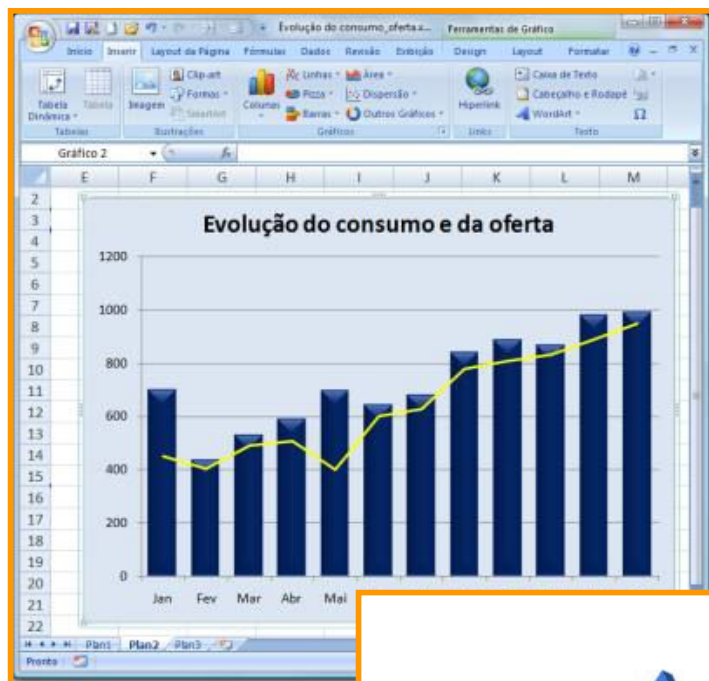 Evolução do consumo_oferta.x... Ferramentas de Gráfico
Início Inserir Layout da Página Fórmulas Dados Revisão Exibição Design Layout Formatar
Clip-art Linhas Área Caixa de Texto
Formas Pizza Dispersão Cabeçalho e Rodapé
Tabela Dinâmica Tabela Imagem SmartArt Colunas Barras Outros Gráficos Hiperlink WordArt Ω
Tabelas Ilustrações Gráficos Links Texto
Gráfico 2 fx
E F G H I J K L M
2
3
Evolução do consumo e da oferta
4
5
1200
6
7
1000
8
9
800
10
11
12
600
13
14
400
15
16
17
200
18
19
20
0
21
Jan Fev Mar Abr Mai
22
Plan1 Plan2 Plan3
Pronto